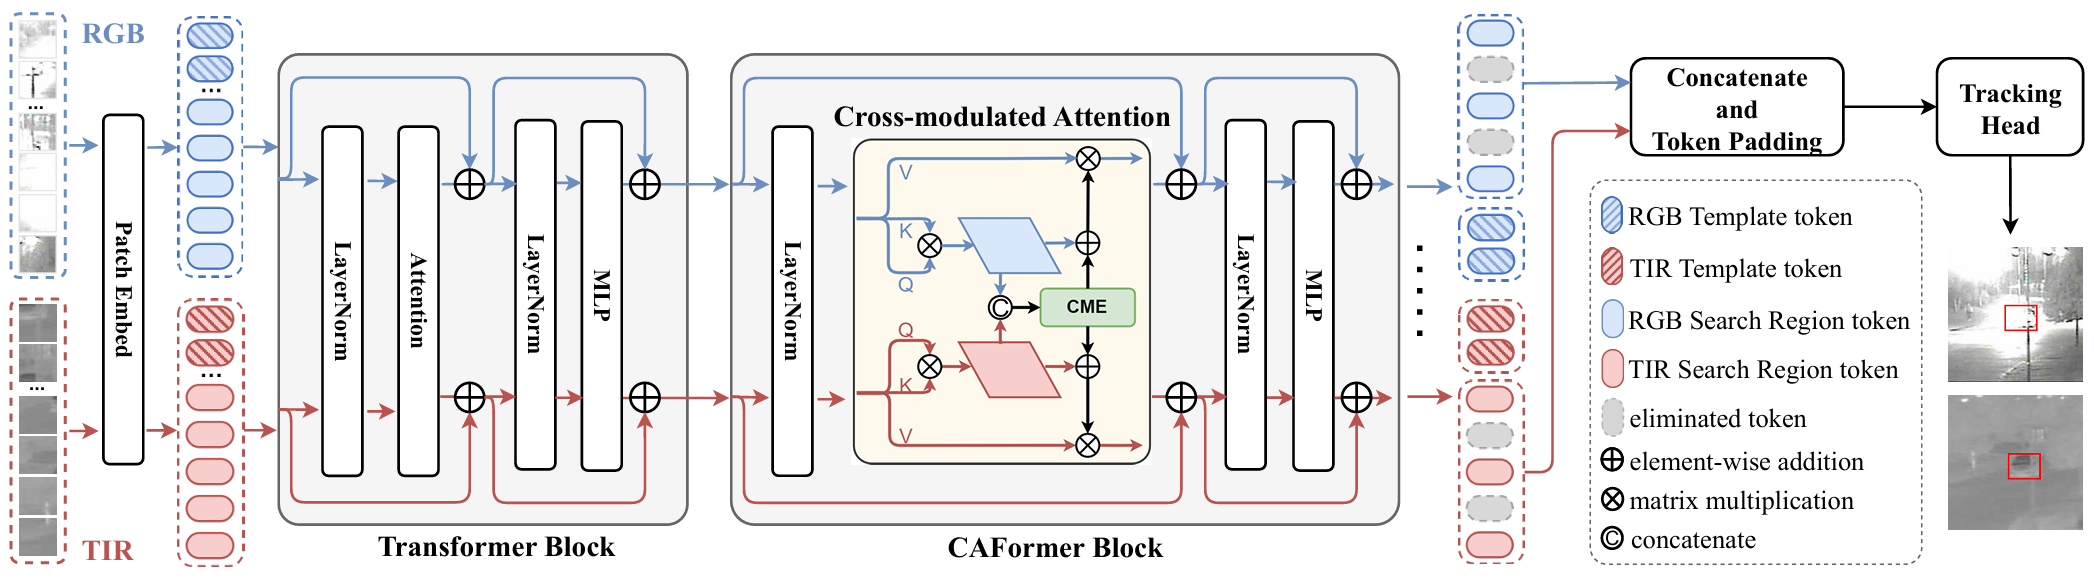 RGB
...
...
Patch Embed
...
...
TIR
LayerNorm
Attention
LayerNorm
MLP
Transformer Block
Cross-modulated Attention
LayerNorm
V
K
Q
C
CME
Q
K
V
LayerNorm
MLP
CAFormer Block
Concatenate
and
Token Padding
Tracking
Head
RGB Template token
TIR Template token
RGB Search Region token
TIR Search Region token
eliminated token
element-wise addition
matrix multiplication
C concatenate